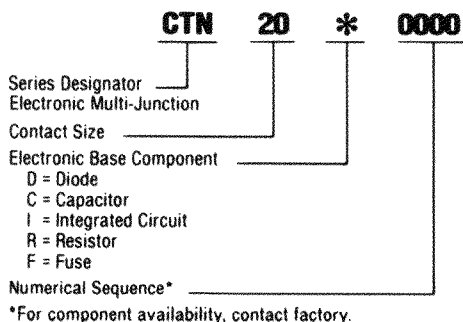 CTN 20 * 0000
Series Designator
Electronic Multi-Junction
Contact Size
Electronic Base Component
D = Diode
C = Capacitor
I = Integrated Circuit
R = Resistor
F = Fuse
Numerical Sequence*
*For component availability, contact factory.